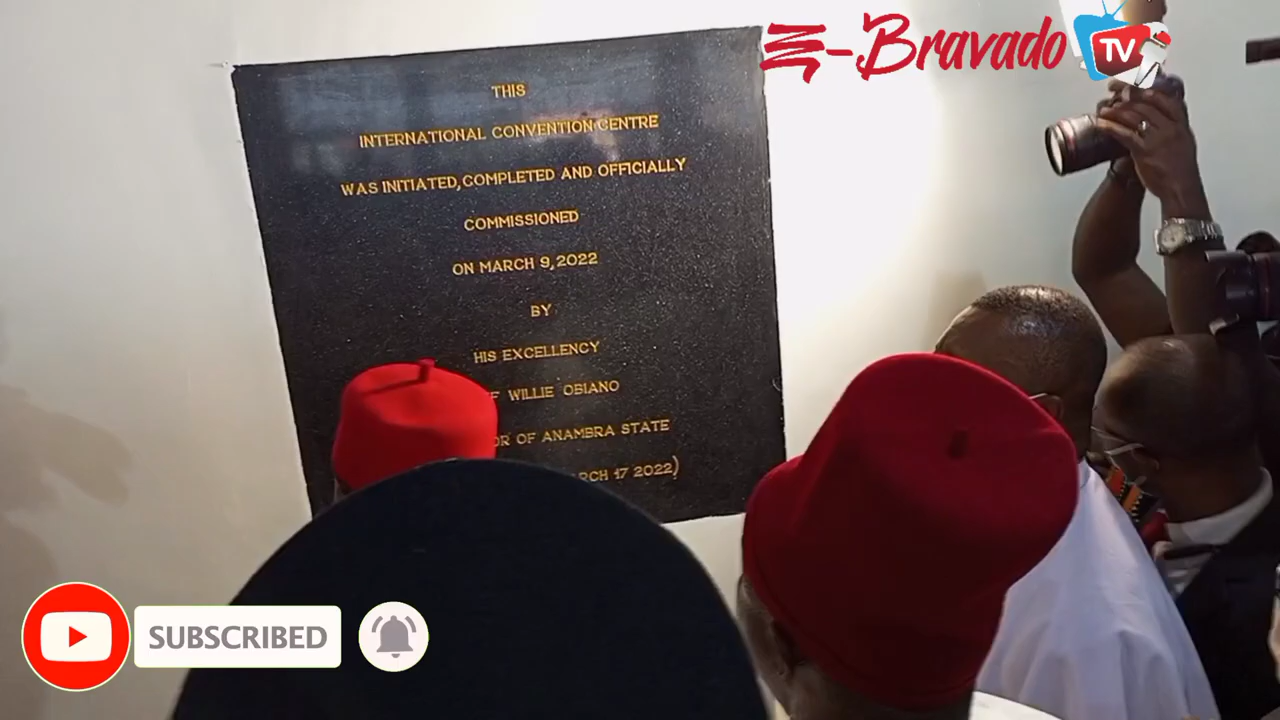 THIS
INTERNATIONAL CONVENTION CENTRE
WAS INITIATED, COMPLETED AND OFFICIALLY
COMMISSIONED
ON MARCH 9, 2022
BY
HIS EXCELLENCY
F WILLIE OBIANO
OR OF ANAMBRA STATE
RCH 17 2022)
E-Bravado
TV
SUBSCRIBED